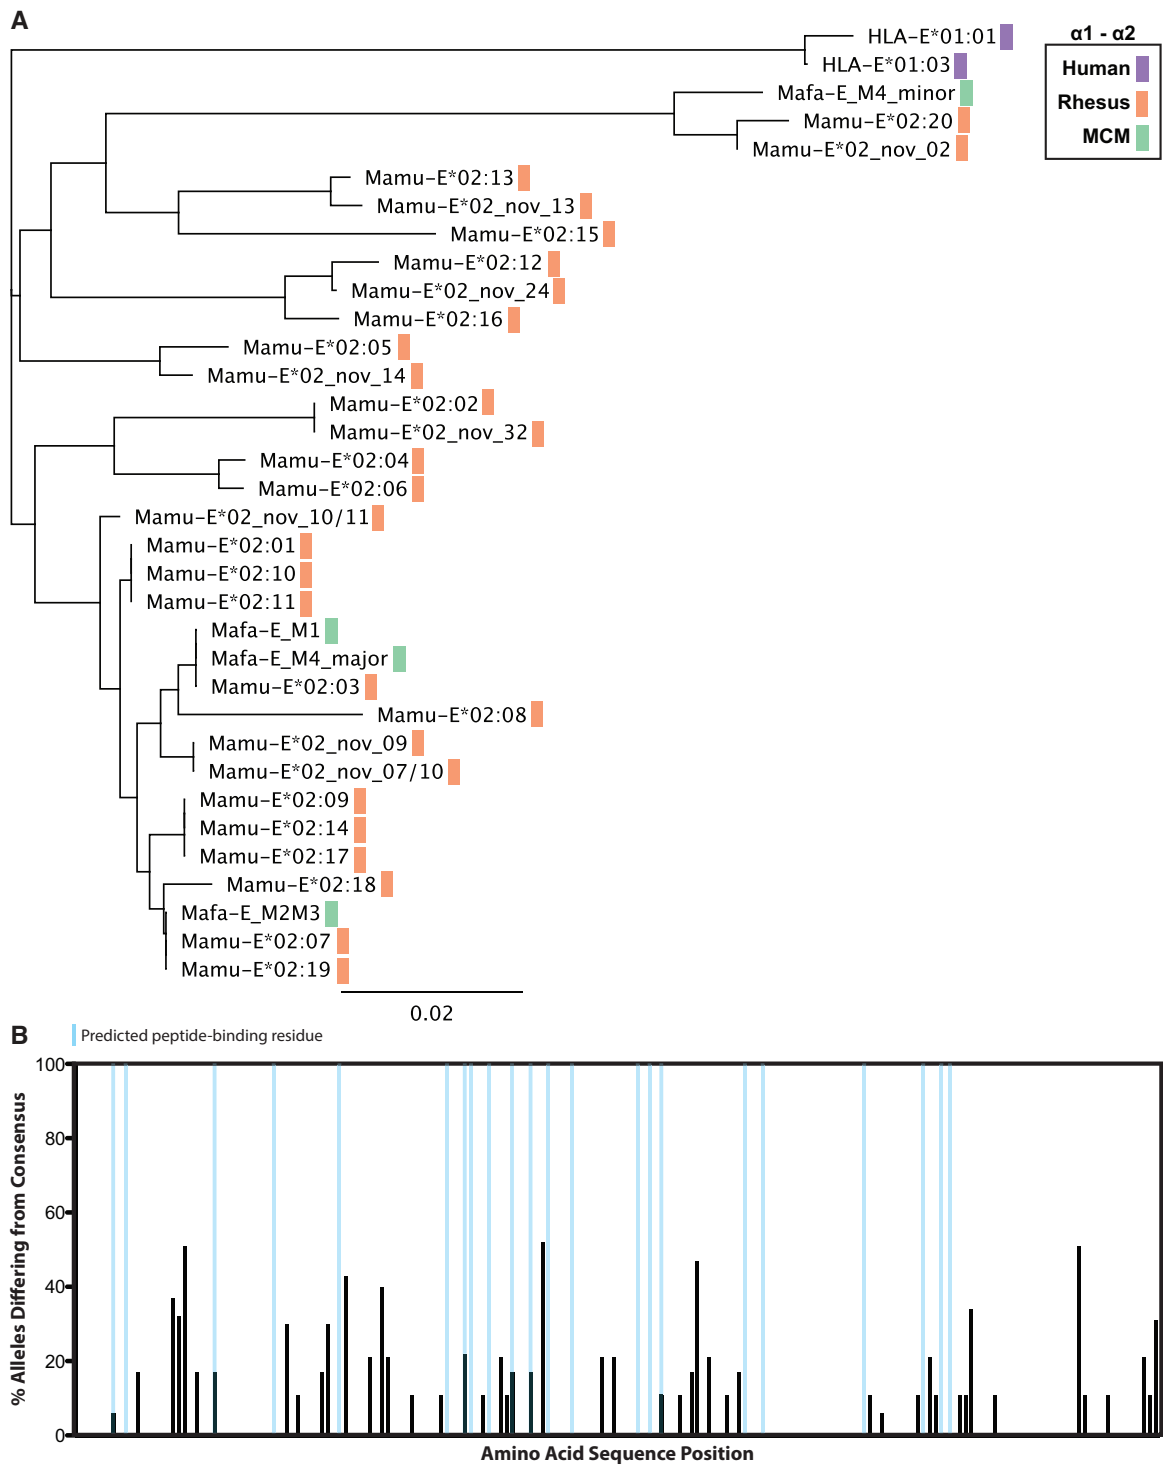 A
α1 - α2
Human
Rhesus
MCM
HLA-E*01:01
HLA-E*01:03
Mafa-E_M4_minor
Mamu-E*02:20
Mamu-E*02_nov_02
Mamu-E*02:13
Mamu-E*02_nov_13
Mamu-E*02:15
Mamu-E*02:12
Mamu-E*02_nov_24
Mamu-E*02:16
Mamu-E*02:05
Mamu-E*02_nov_14
Mamu-E*02:02
Mamu-E*02_nov_32
Mamu-E*02:04
Mamu-E*02:06
Mamu-E*02_nov_10/11
Mamu-E*02:01
Mamu-E*02:10
Mamu-E*02:11
Mafa-E_M1
Mafa-E_M4_major
Mamu-E*02:03
Mamu-E*02:08
Mamu-E*02_nov_09
Mamu-E*02_nov_07/10
Mamu-E*02:09
Mamu-E*02:14
Mamu-E*02:17
Mamu-E*02:18
Mafa-E_M2M3
Mamu-E*02:07
Mamu-E*02:19
0.02
B
Predicted peptide-binding residue
% Alleles Differing from Consensus
100
80
60
40
20
0
Amino Acid Sequence Position